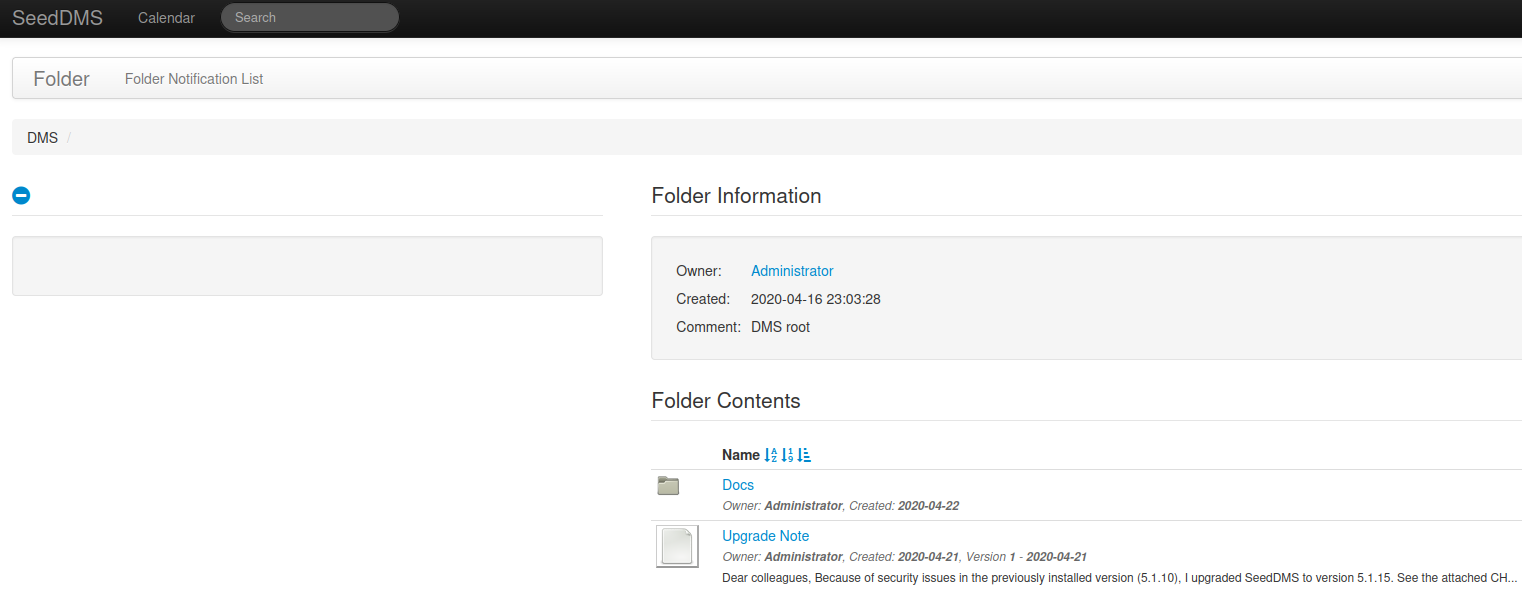 SeedDMS Calendar Search
Folder Folder Notification List
DMS /
Folder Information
Owner: Administrator
Created: 2020-04-16 23:03:28
Comment: DMS root
Folder Contents
Name
Docs
Owner: Administrator, Created: 2020-04-22
Upgrade Note
Owner: Administrator, Created: 2020-04-21, Version 1 - 2020-04-21
Dear colleagues, Because of security issues in the previously installed version (5.1.10), I upgraded SeedDMS to version 5.1.15. See the attached CH...